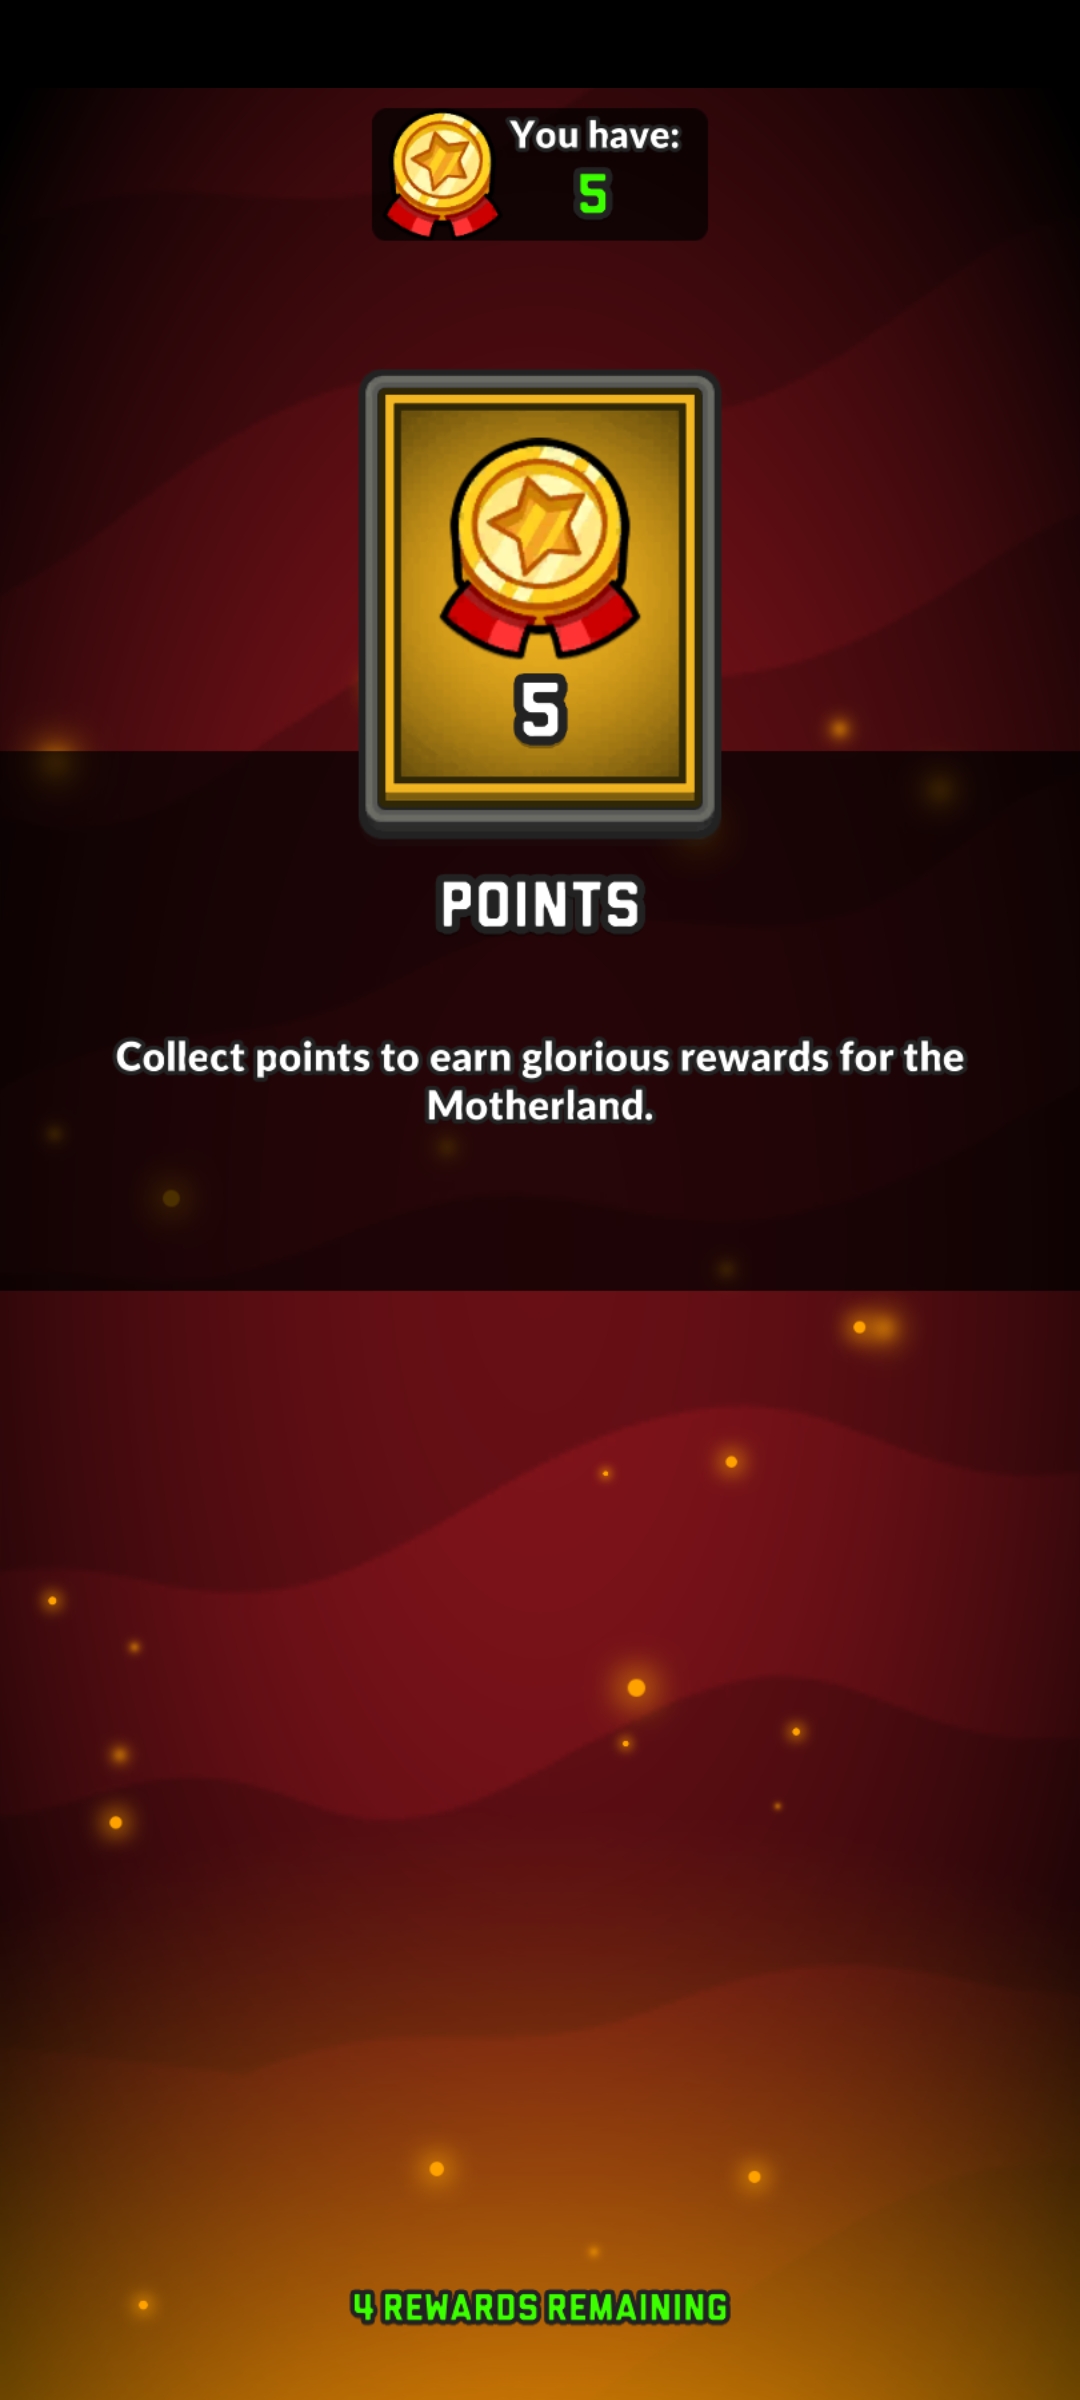 You have:
5
5
POINTS
Collect points to earn glorious rewards for the
Motherland.
4 REWARDS REMAINING